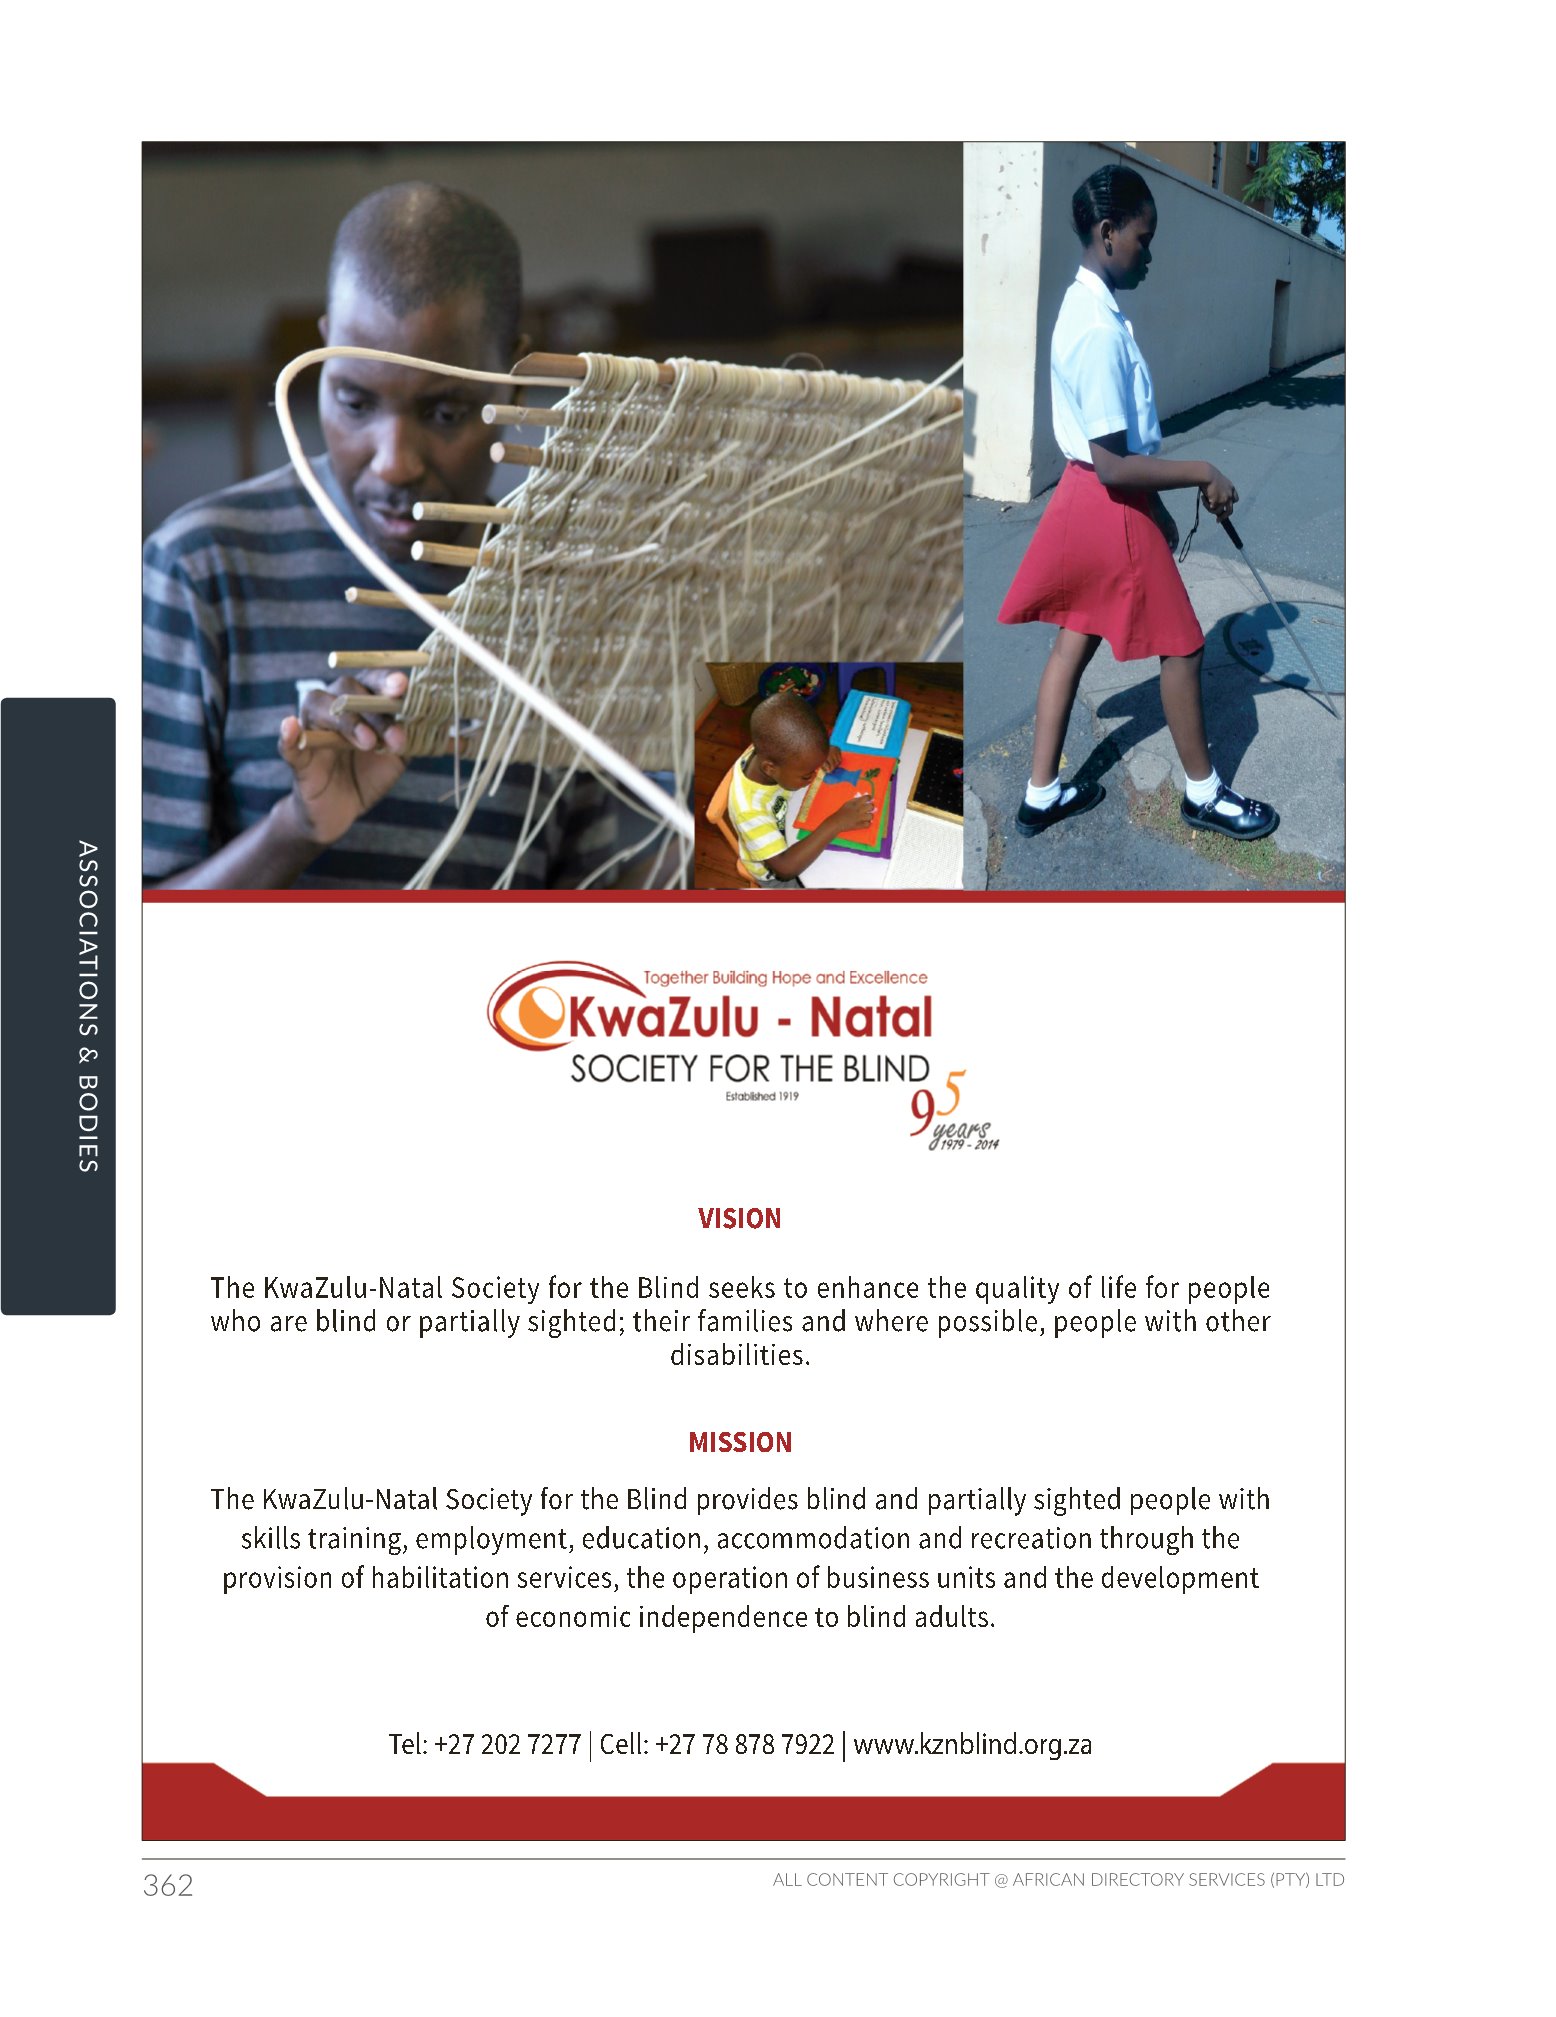 ASSOCIATIONS & BODIES
Together Building Hope and Excellence
KwaZulu - Natal
SOCIETY FOR THE BLIND
Established 1919
95
years
1979 - 2014
VISION
The KwaZulu-Natal Society for the Blind seeks to enhance the quality of life for people
who are blind or partially sighted; their families and where possible, people with other
disabilities.
MISSION
The KwaZulu-Natal Society for the Blind provides blind and partially sighted people with
skills training, employment, education, accommodation and recreation through the
provision of habilitation services, the operation of business units and the development
of economic independence to blind adults.
Tel: +27 202 7277 | Cell: +27 78 878 7922 | www.kznblind.org.za
362
ALL CONTENT COPYRIGHT @ AFRICAN DIRECTORY SERVICES (PTY) LTD